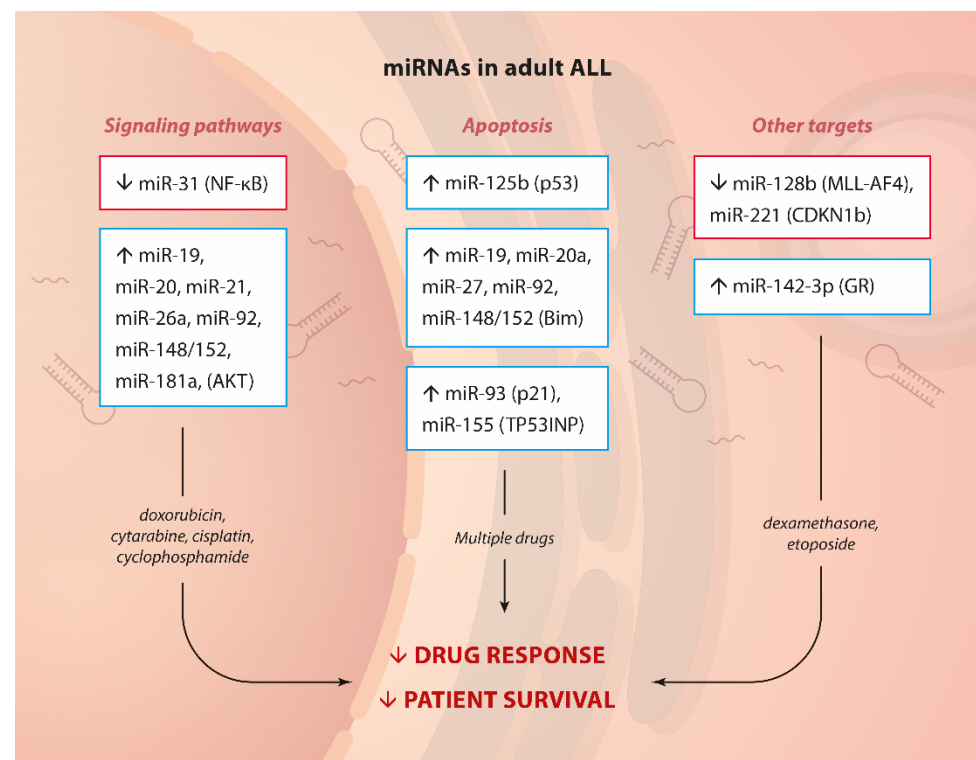 miRNAs in adult ALL
Signaling pathways
↓ miR-31 (NF-κB)
↑ miR-19,
miR-20, miR-21,
miR-26a, miR-92,
miR-148/152,
miR-181a, (AKT)
doxorubicin,
cytarabine, cisplatin,
cyclophosphamide
Apoptosis
↑ miR-125b (p53)
↑ miR-19, miR-20a,
miR-27, miR-92,
miR-148/152 (Bim)
↑ miR-93 (p21),
miR-155 (TP53INP)
Multiple drugs
Other targets
↓ miR-128b (MLL-AF4),
miR-221 (CDKN1b)
↑ miR-142-3p (GR)
dexamethasone,
etoposide
↓ DRUG RESPONSE
↓ PATIENT SURVIVAL